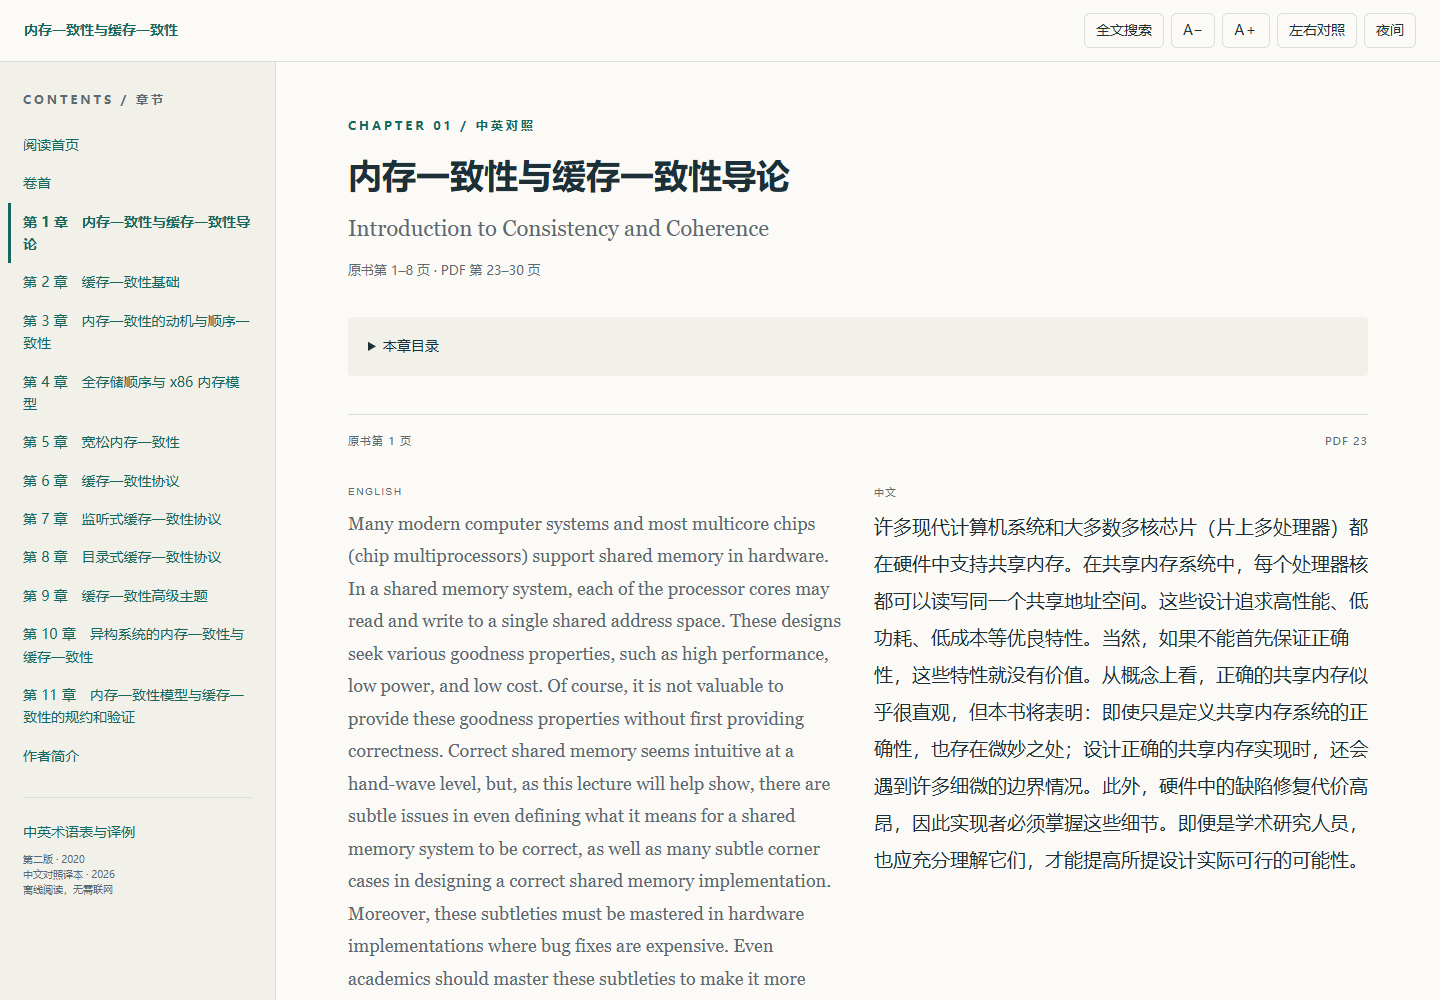 内存一致性与缓存一致性
全文搜索
A−
A+
左右对照
夜间
CONTENTS / 章节
阅读首页
卷首
第 1 章　内存一致性与缓存一致性导
论
第 2 章　缓存一致性基础
第 3 章　内存一致性的动机与顺序一
致性
第 4 章　全存储顺序与 x86 内存模
型
第 5 章　宽松内存一致性
第 6 章　缓存一致性协议
第 7 章　监听式缓存一致性协议
第 8 章　目录式缓存一致性协议
第 9 章　缓存一致性高级主题
第 10 章　异构系统的内存一致性与
缓存一致性
第 11 章　内存一致性模型与缓存一
致性的规约和验证
作者简介
中英术语表与译例
第二版 · 2020
中文对照译本 · 2026
离线阅读，无需联网
CHAPTER 01 / 中英对照
内存一致性与缓存一致性导论
Introduction to Consistency and Coherence
原书第 1–8 页 · PDF 第 23–30 页
▶ 本章目录
原书第 1 页
PDF 23
ENGLISH
Many modern computer systems and most multicore chips
(chip multiprocessors) support shared memory in hardware.
In a shared memory system, each of the processor cores may
read and write to a single shared address space. These designs
seek various goodness properties, such as high performance,
low power, and low cost. Of course, it is not valuable to
provide these goodness properties without first providing
correctness. Correct shared memory seems intuitive at a
hand-wave level, but, as this lecture will help show, there are
subtle issues in even defining what it means for a shared
memory system to be correct, as well as many subtle corner
cases in designing a correct shared memory implementation.
Moreover, these subtleties must be mastered in hardware
implementations where bug fixes are expensive. Even
academics should master these subtleties to make it more
中文
许多现代计算机系统和大多数多核芯片（片上多处理器）都
在硬件中支持共享内存。在共享内存系统中，每个处理器核
都可以读写同一个共享地址空间。这些设计追求高性能、低
功耗、低成本等优良特性。当然，如果不能首先保证正确
性，这些特性就没有价值。从概念上看，正确的共享内存似
乎很直观，但本书将表明：即使只是定义共享内存系统的正
确性，也存在微妙之处；设计正确的共享内存实现时，还会
遇到许多细微的边界情况。此外，硬件中的缺陷修复代价高
昂，因此实现者必须掌握这些细节。即便是学术研究人员，
也应充分理解它们，才能提高所提设计实际可行的可能性。